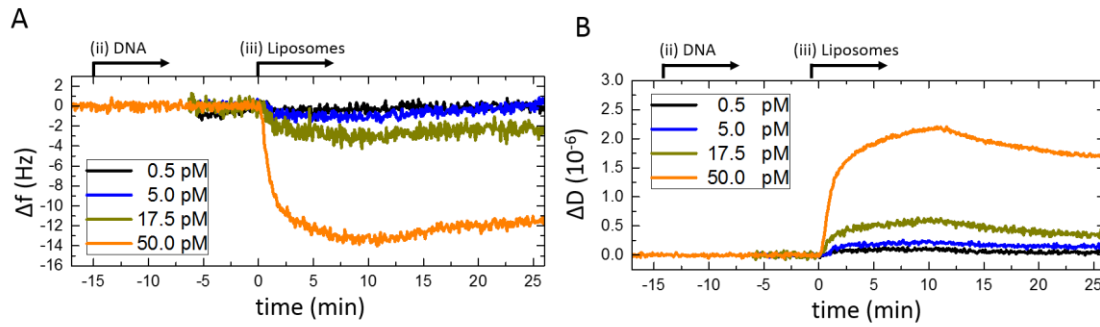 A
(ii) DNA
(iii) Liposomes
2
0
-2
-4
-6
-8
-10
-12
-14
-16
Δf (Hz)
0.5 pM
5.0 pM
17.5 pM
50.0 pM
-15 -10 -5 0 5 10 15 20 25
time (min)
B
(ii) DNA
(iii) Liposomes
3.0
2.5
2.0
1.5
1.0
0.5
0.0
ΔD (10⁻⁶)
0.5 pM
5.0 pM
17.5 pM
50.0 pM
-15 -10 -5 0 5 10 15 20 25
time (min)